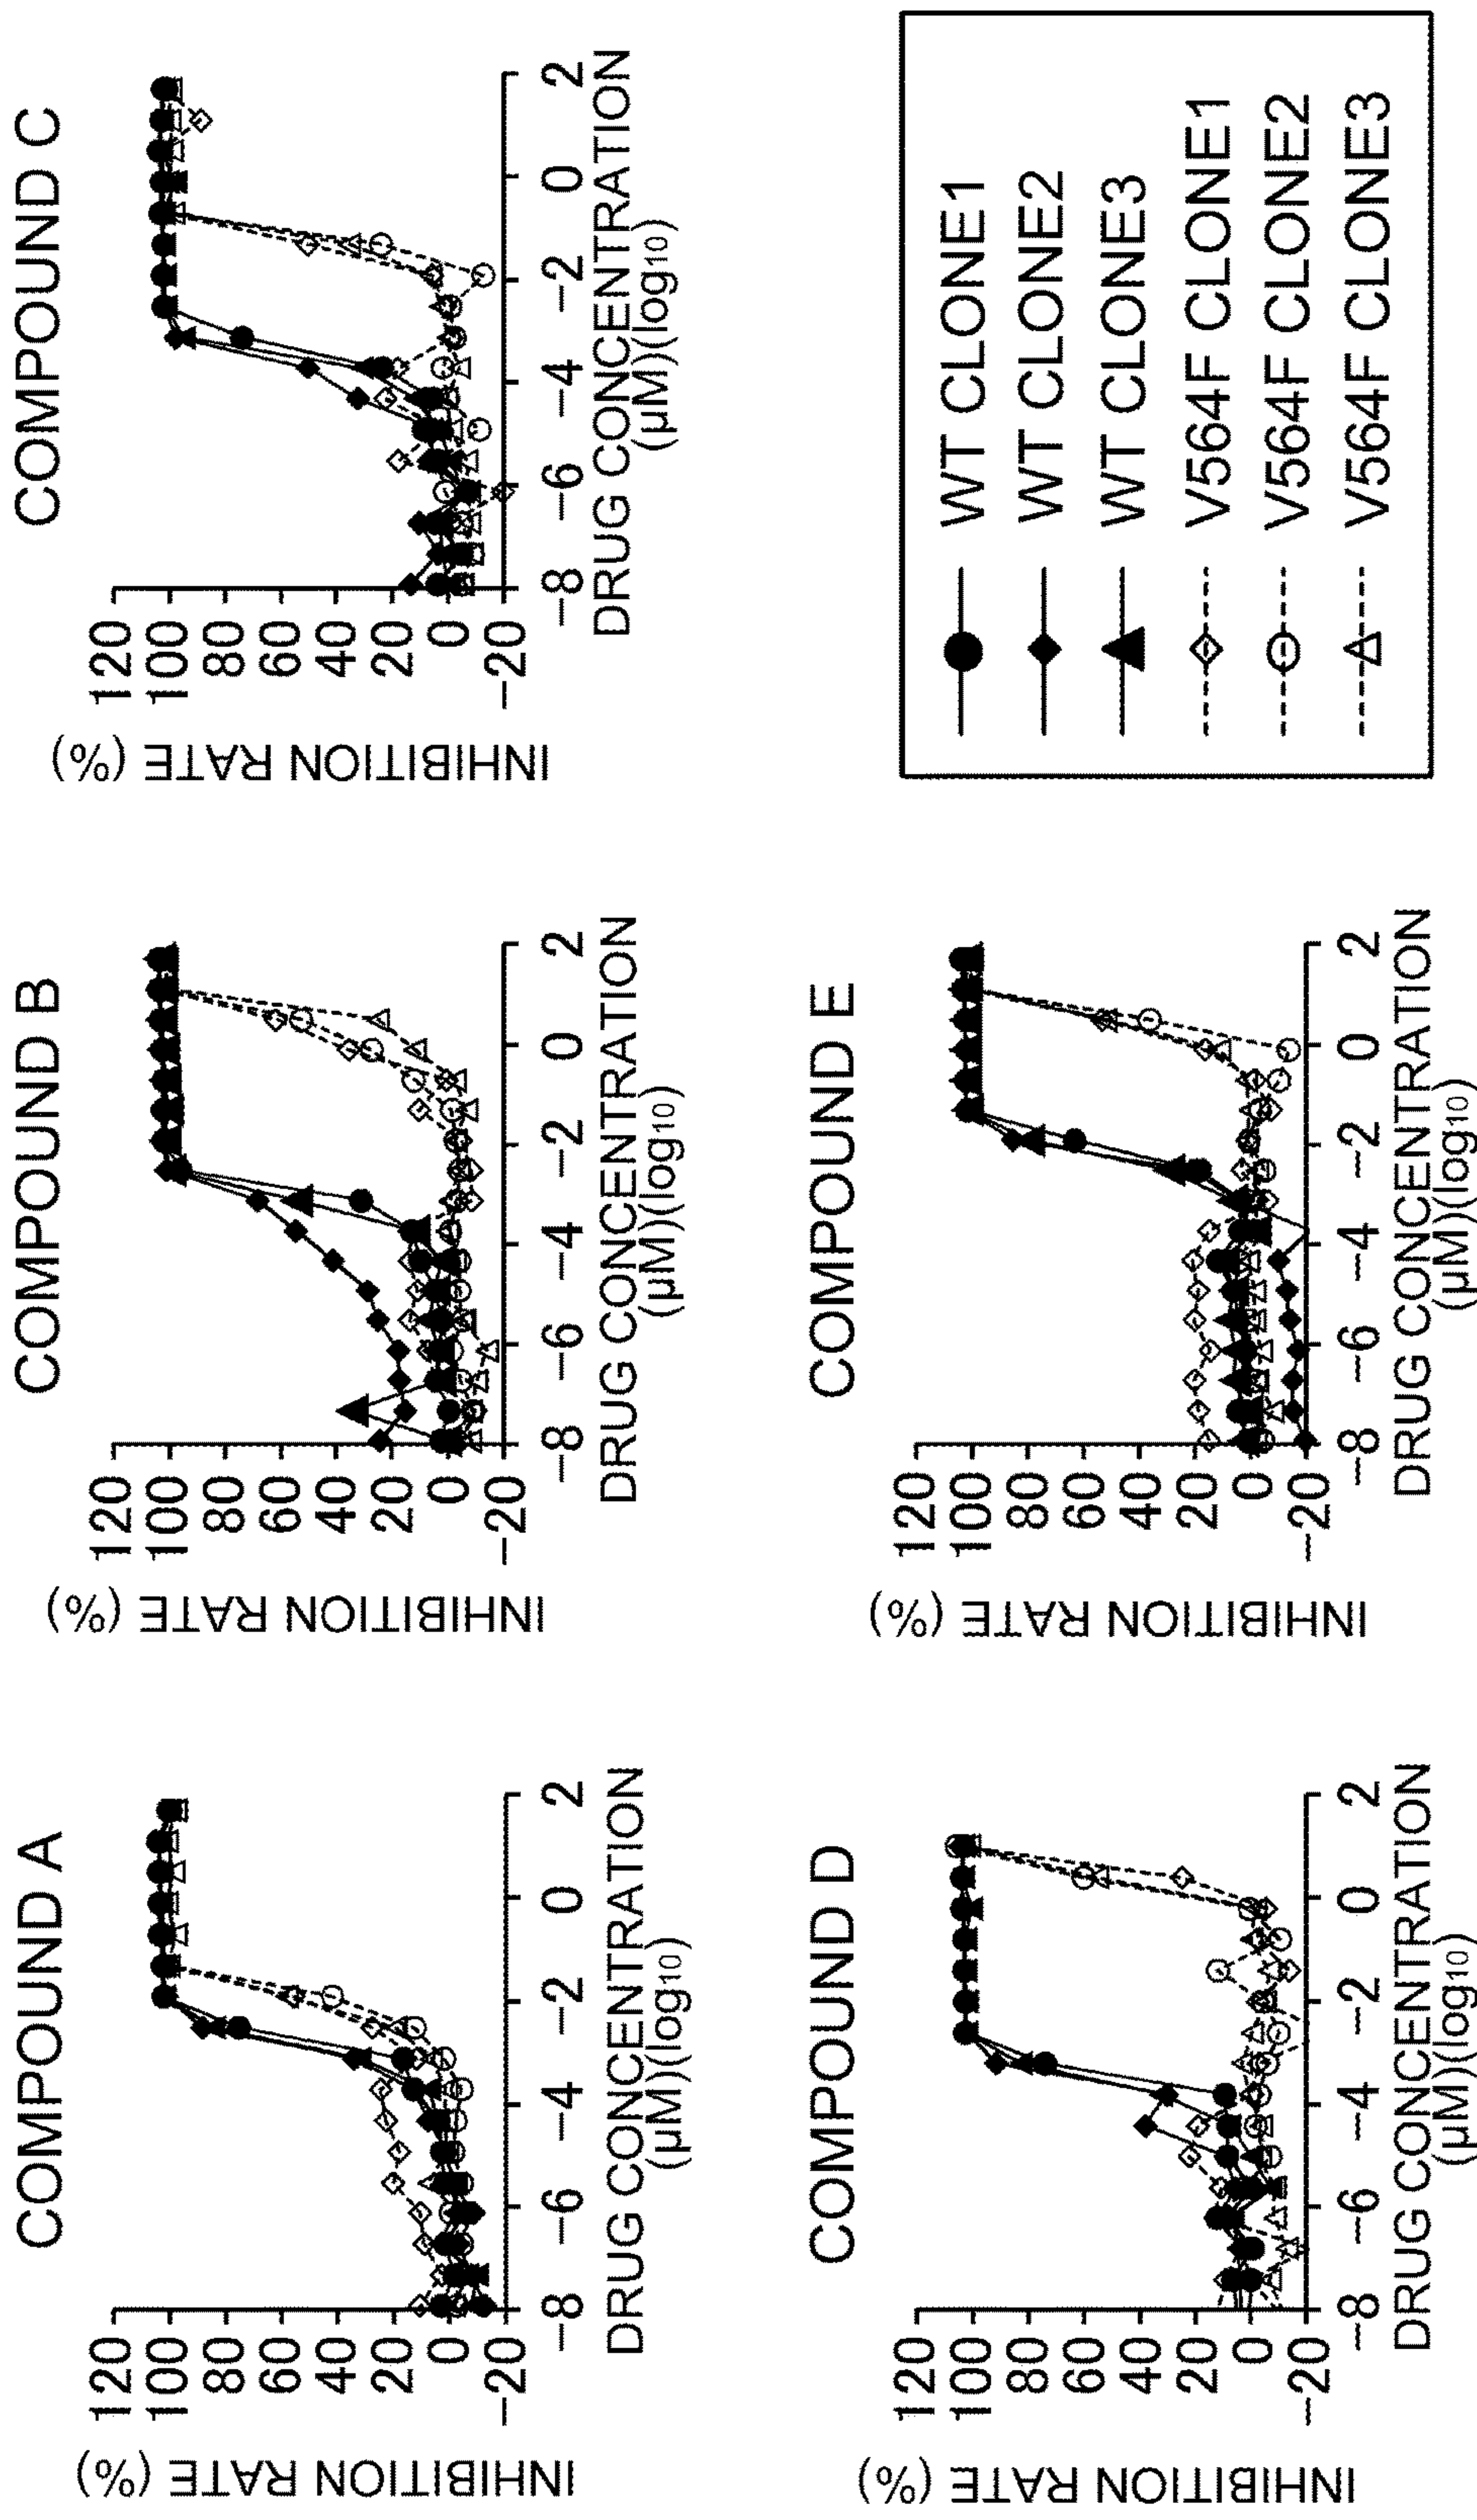 COMPOUND A
INHIBITION RATE (%)
120
100
80
60
40
20
0
−20
−8 −6 −4 −2 0 2
DRUG CONCENTRATION
(μM)(log10)
COMPOUND B
INHIBITION RATE (%)
120
100
80
60
40
20
0
−20
−8 −6 −4 −2 0 2
DRUG CONCENTRATION
(μM)(log10)
COMPOUND C
INHIBITION RATE (%)
120
100
80
60
40
20
0
−20
−8 −6 −4 −2 0 2
DRUG CONCENTRATION
(μM)(log10)
COMPOUND D
INHIBITION RATE (%)
120
100
80
60
40
20
0
−20
−8 −6 −4 −2 0 2
DRUG CONCENTRATION
(μM)(log10)
COMPOUND E
INHIBITION RATE (%)
120
100
80
60
40
20
0
−20
−8 −6 −4 −2 0 2
DRUG CONCENTRATION
(μM)(log10)
WT CLONE1
WT CLONE2
WT CLONE3
V564F CLONE1
V564F CLONE2
V564F CLONE3